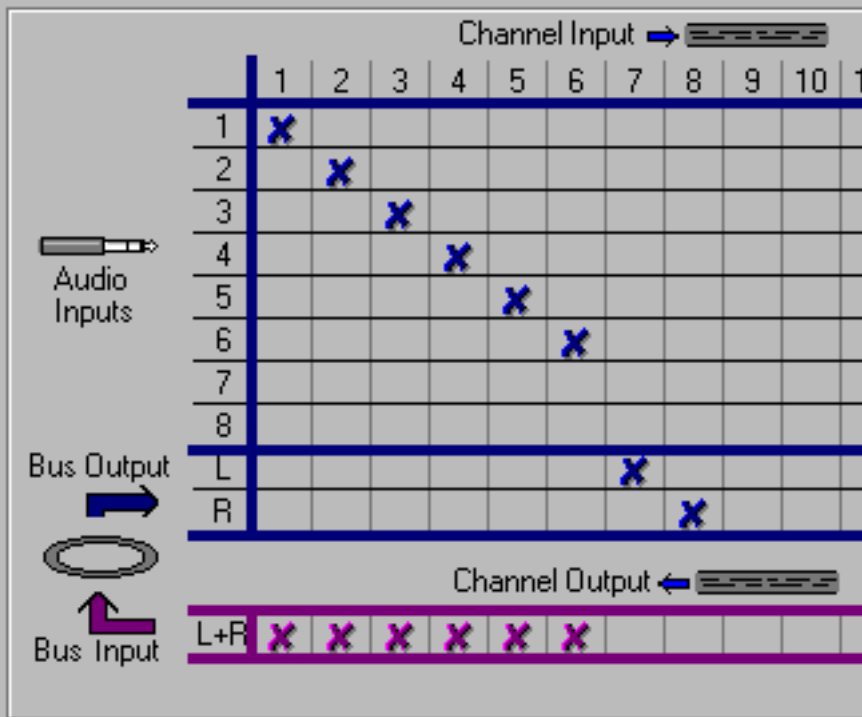 Channel Input
1 2 3 4 5 6 7 8 9 10
1
2
3
4
Audio
Inputs
5
6
7
8
Bus Output
L
R
Channel Output
L+R
Bus Input